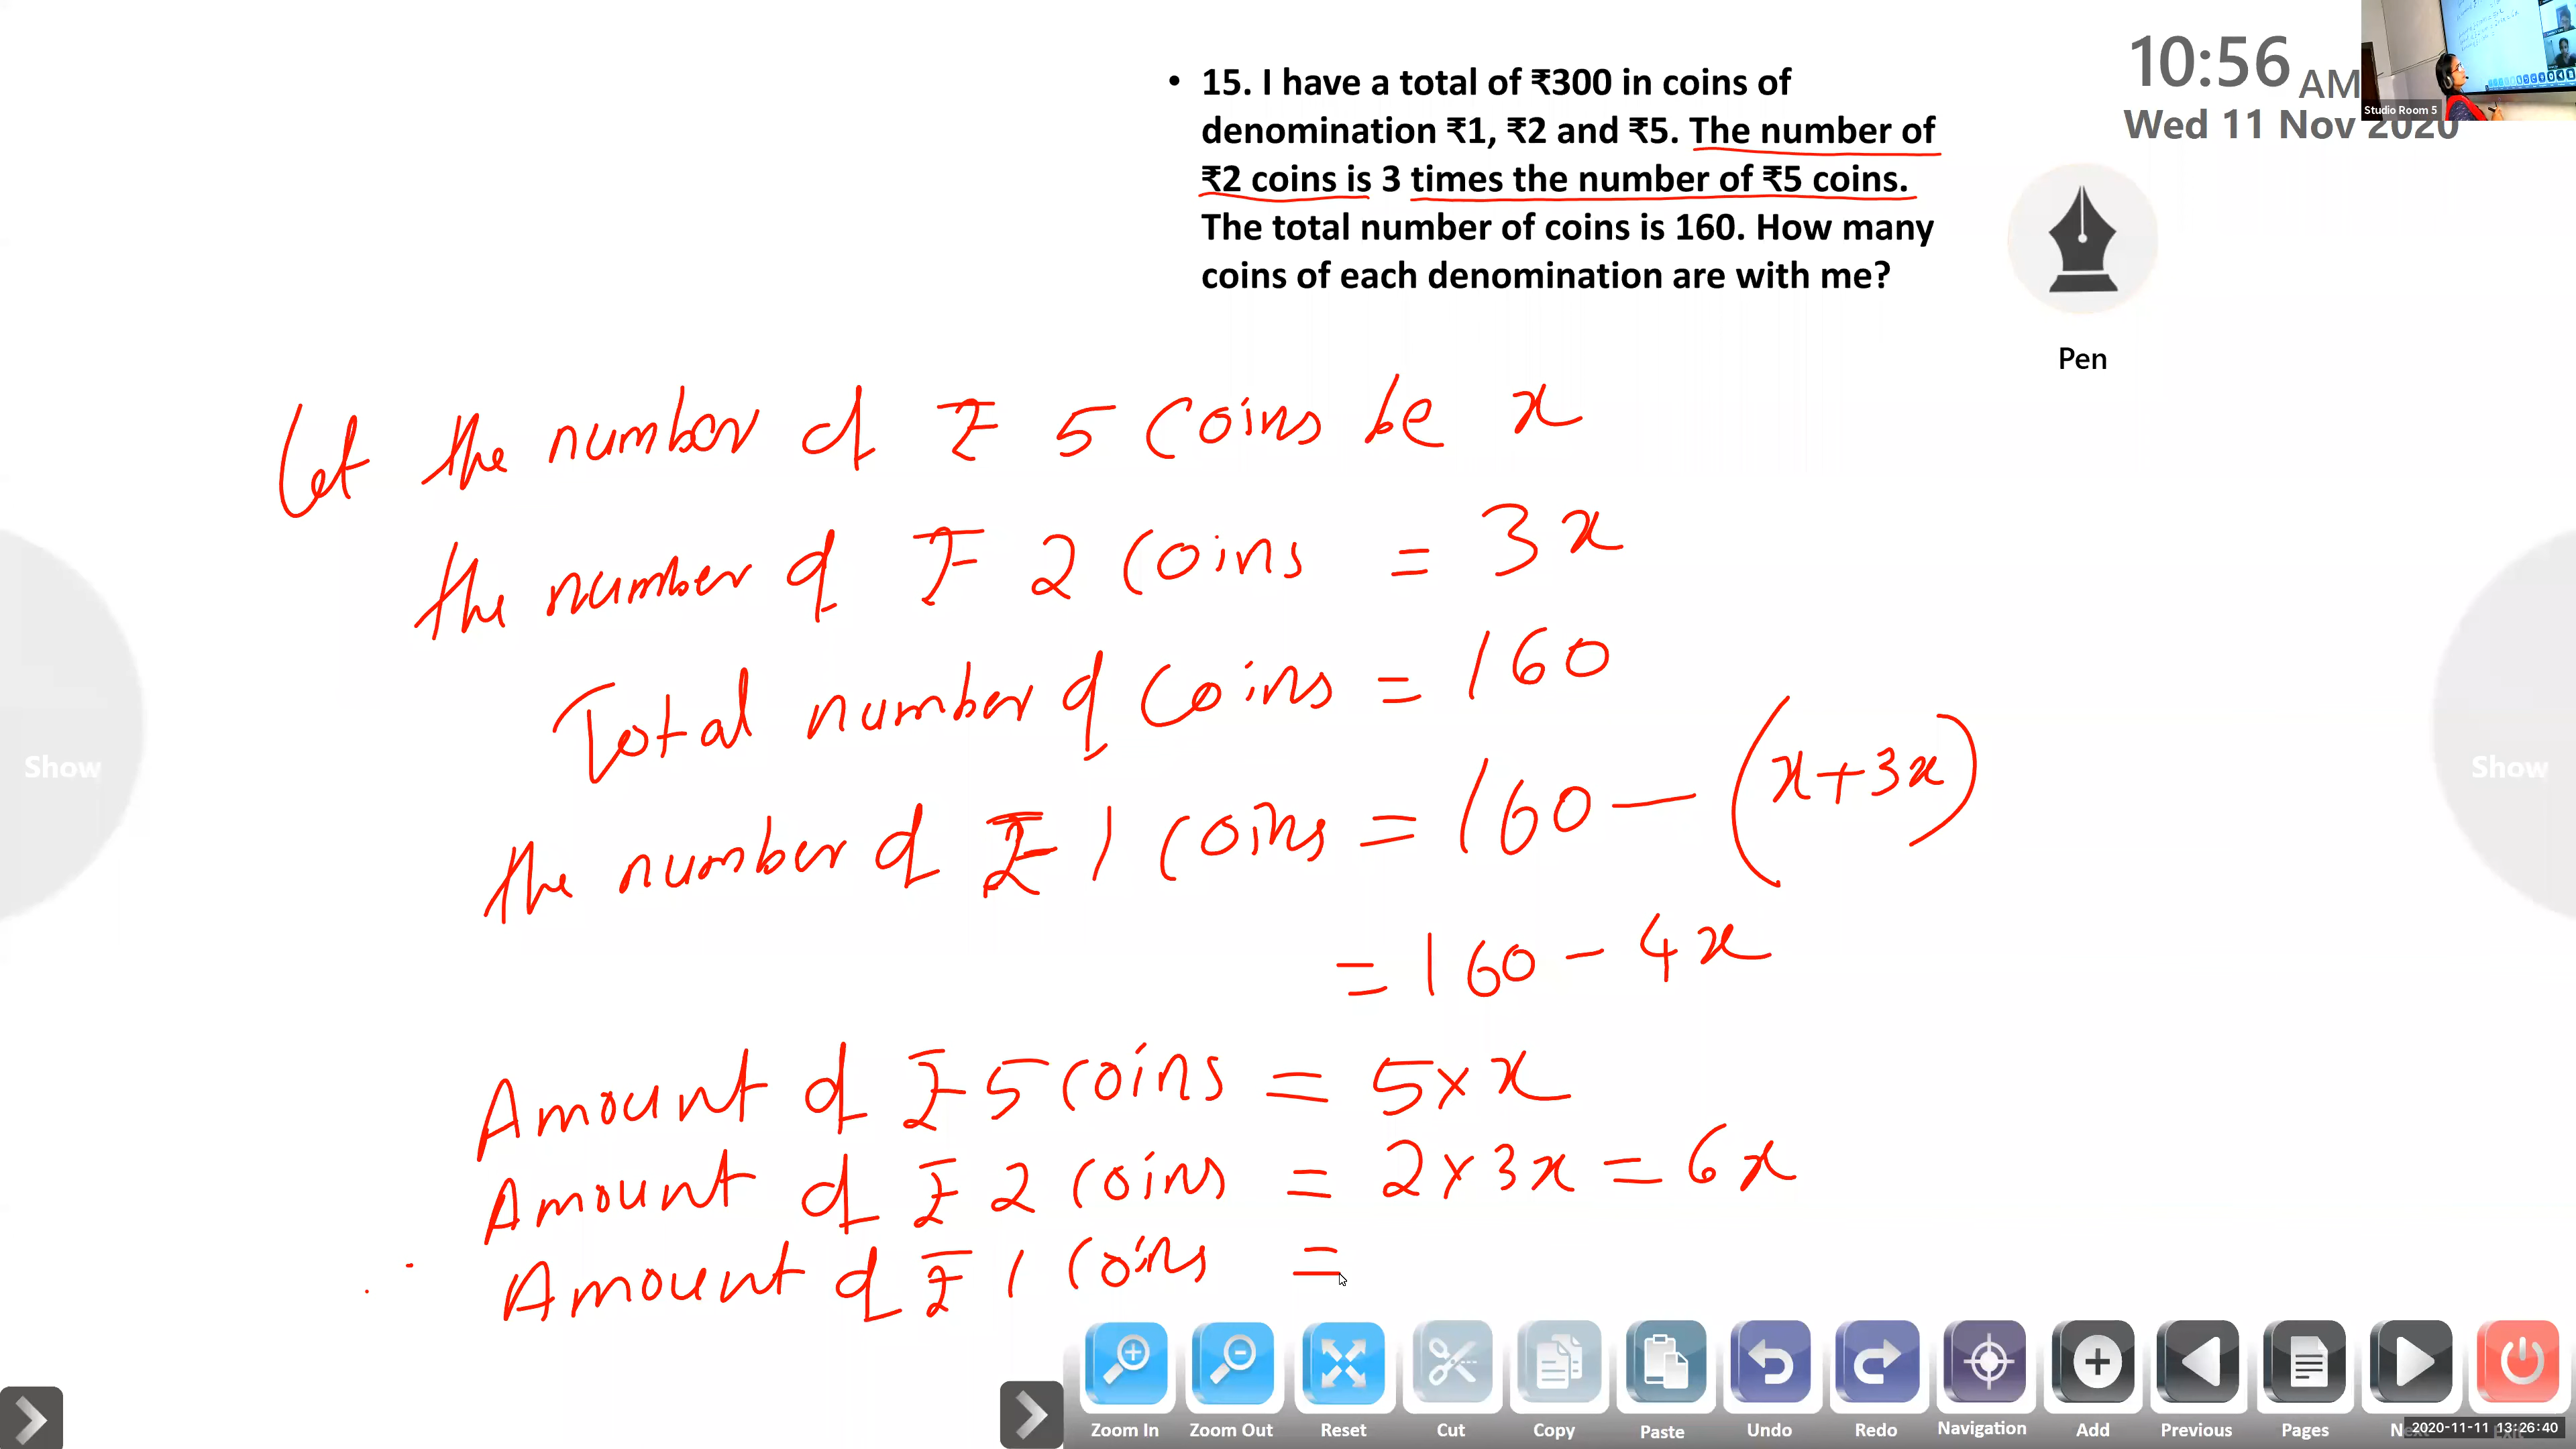 10:56 AM
Wed 11 Nov 2020
Studio Room 5
• 15. I have a total of ₹300 in coins of
denomination ₹1, ₹2 and ₹5. The number of
₹2 coins is 3 times the number of ₹5 coins.
The total number of coins is 160. How many
coins of each denomination are with me?
Pen
Let the number of ₹ 5 coins be x
the number of ₹ 2 coins = 3x
Total number of coins = 160
the number of ₹ 1 coins = 160 — (x+3x)
= 160 - 4x
Amount of ₹ 5 coins = 5 × x
Amount of ₹ 2 coins = 2 × 3x = 6x
Amount of ₹ 1 coins =
Show
Show
Zoom In Zoom Out Reset Cut Copy Paste Undo Redo Navigation Add Previous Pages
2020-11-11 13:26:40